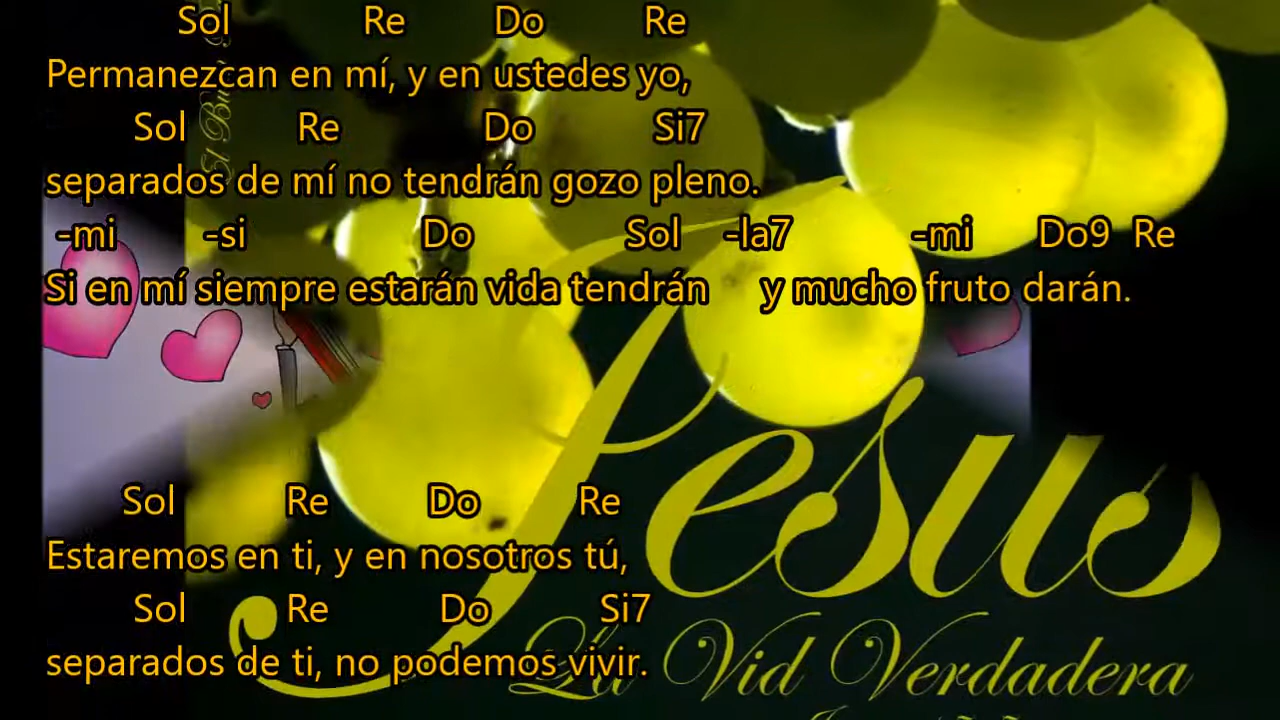 Sol Re Do Re
Permanezcan en mí, y en ustedes yo,
Sol Re Do Si7
separados de mí no tendrán gozo pleno.
-mi -si Do Sol -la7 -mi Do9 Re
Si en mí siempre estarán vida tendrán y mucho fruto darán.
Sol Re Do Re
Estaremos en ti, y en nosotros tú,
Sol Re Do Si7
separados de ti, no podemos vivir.
Jesus
La Vid Verdadera